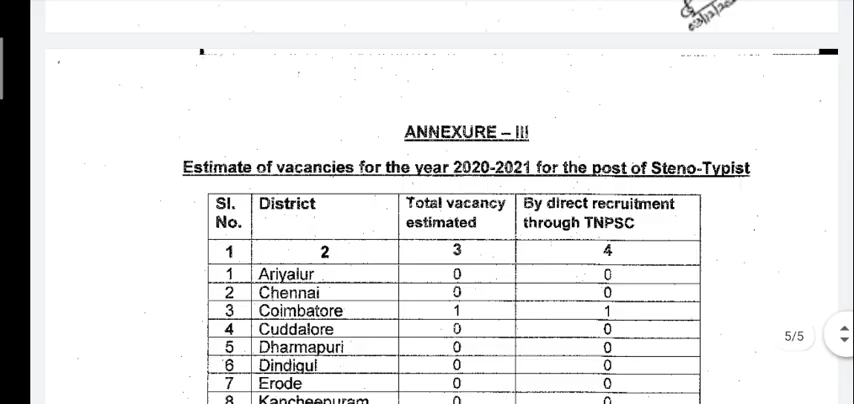 03/12/20
ANNEXURE – III
Estimate of vacancies for the year 2020-2021 for the post of Steno-Typist
Sl. No. District Total vacancy estimated By direct recruitment through TNPSC
1 2 3 4
1 Ariyalur 0 0
2 Chennai 0 0
3 Coimbatore 1 1
4 Cuddalore 0 0
5 Dharmapuri 0 0
6 Dindigul 0 0
7 Erode 0 0
8 Kancheepuram 0 0
5/5